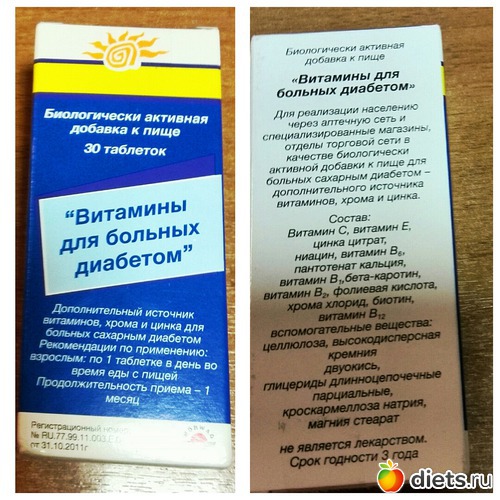 Биологически активная
добавка к пище
30 таблеток
"Витамины
для больных
диабетом"
Дополнительный источник
витаминов, хрома и цинка для
больных сахарным диабетом
Рекомендации по применению:
взрослым: по 1 таблетке в день во
время еды с пищей
Продолжительность приема – 1
месяц
Регистрационный
№ RU.77.99.11.003.Е
от 31.10.2011г
Биологически активная
добавка к пище
«Витамины для
больных диабетом»
Для реализации населению
через аптечную сеть и
специализированные магазины,
отделы торговой сети в
качестве биологически
активной добавки к пище для
больных сахарным диабетом –
дополнительного источника
витаминов, хрома и цинка.
Состав:
Витамин С, витамин Е,
цинка цитрат,
ниацин, витамин В6,
пантотенат кальция,
витамин В1,бета-каротин,
витамин В2, фолиевая кислота,
хрома хлорид, биотин,
витамин В12
вспомогательные вещества:
целлюлоза, высокодисперсная
кремния
двуокись,
глицериды длинноцепочечные
парциальные,
кроскармеллоза натрия,
магния стеарат
не является лекарством.
Срок годности 3 года
diets.ru